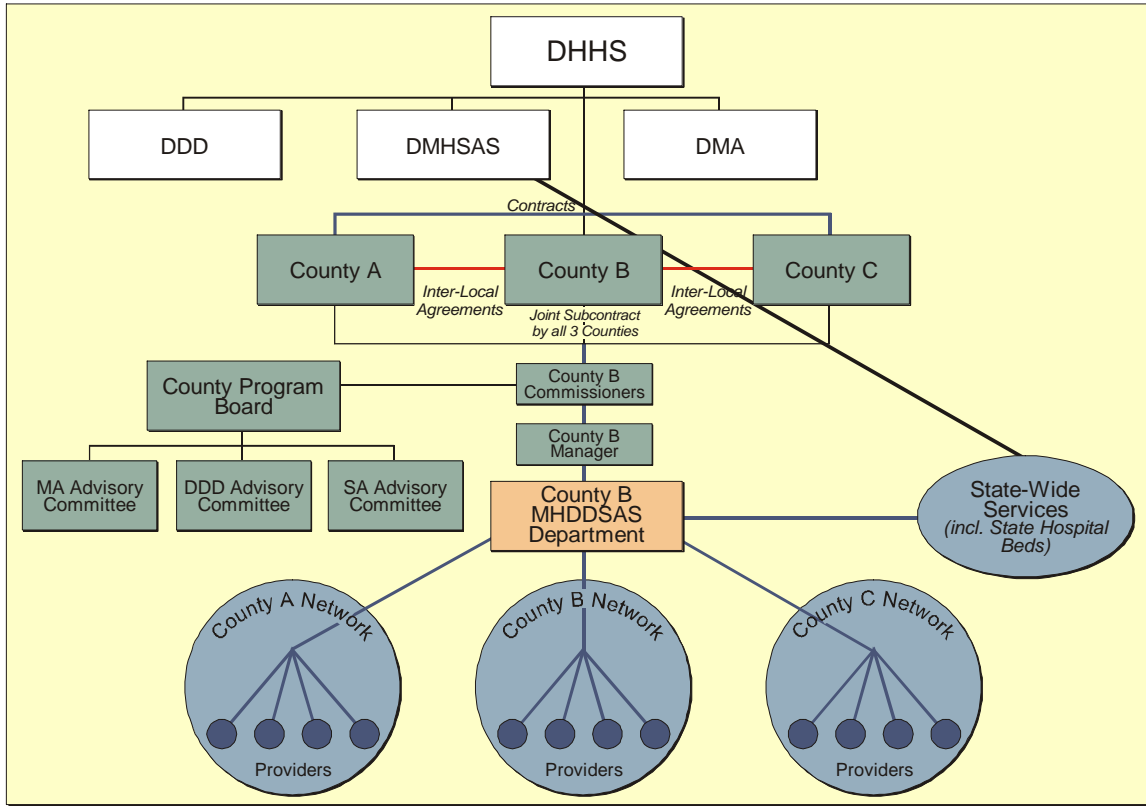 DHHS
DDD
DMHSAS
DMA
Contracts
County A
County B
County C
Inter-Local
Agreements
Joint Subcontract
by all 3 Counties
Inter-Local
Agreements
County Program
Board
County B
Commissioners
County B
Manager
MA Advisory
Committee
DDD Advisory
Committee
SA Advisory
Committee
County B
MHDDSAS
Department
State-Wide
Services
(incl. State Hospital
Beds)
County A Network
County B Network
County C Network
Providers
Providers
Providers